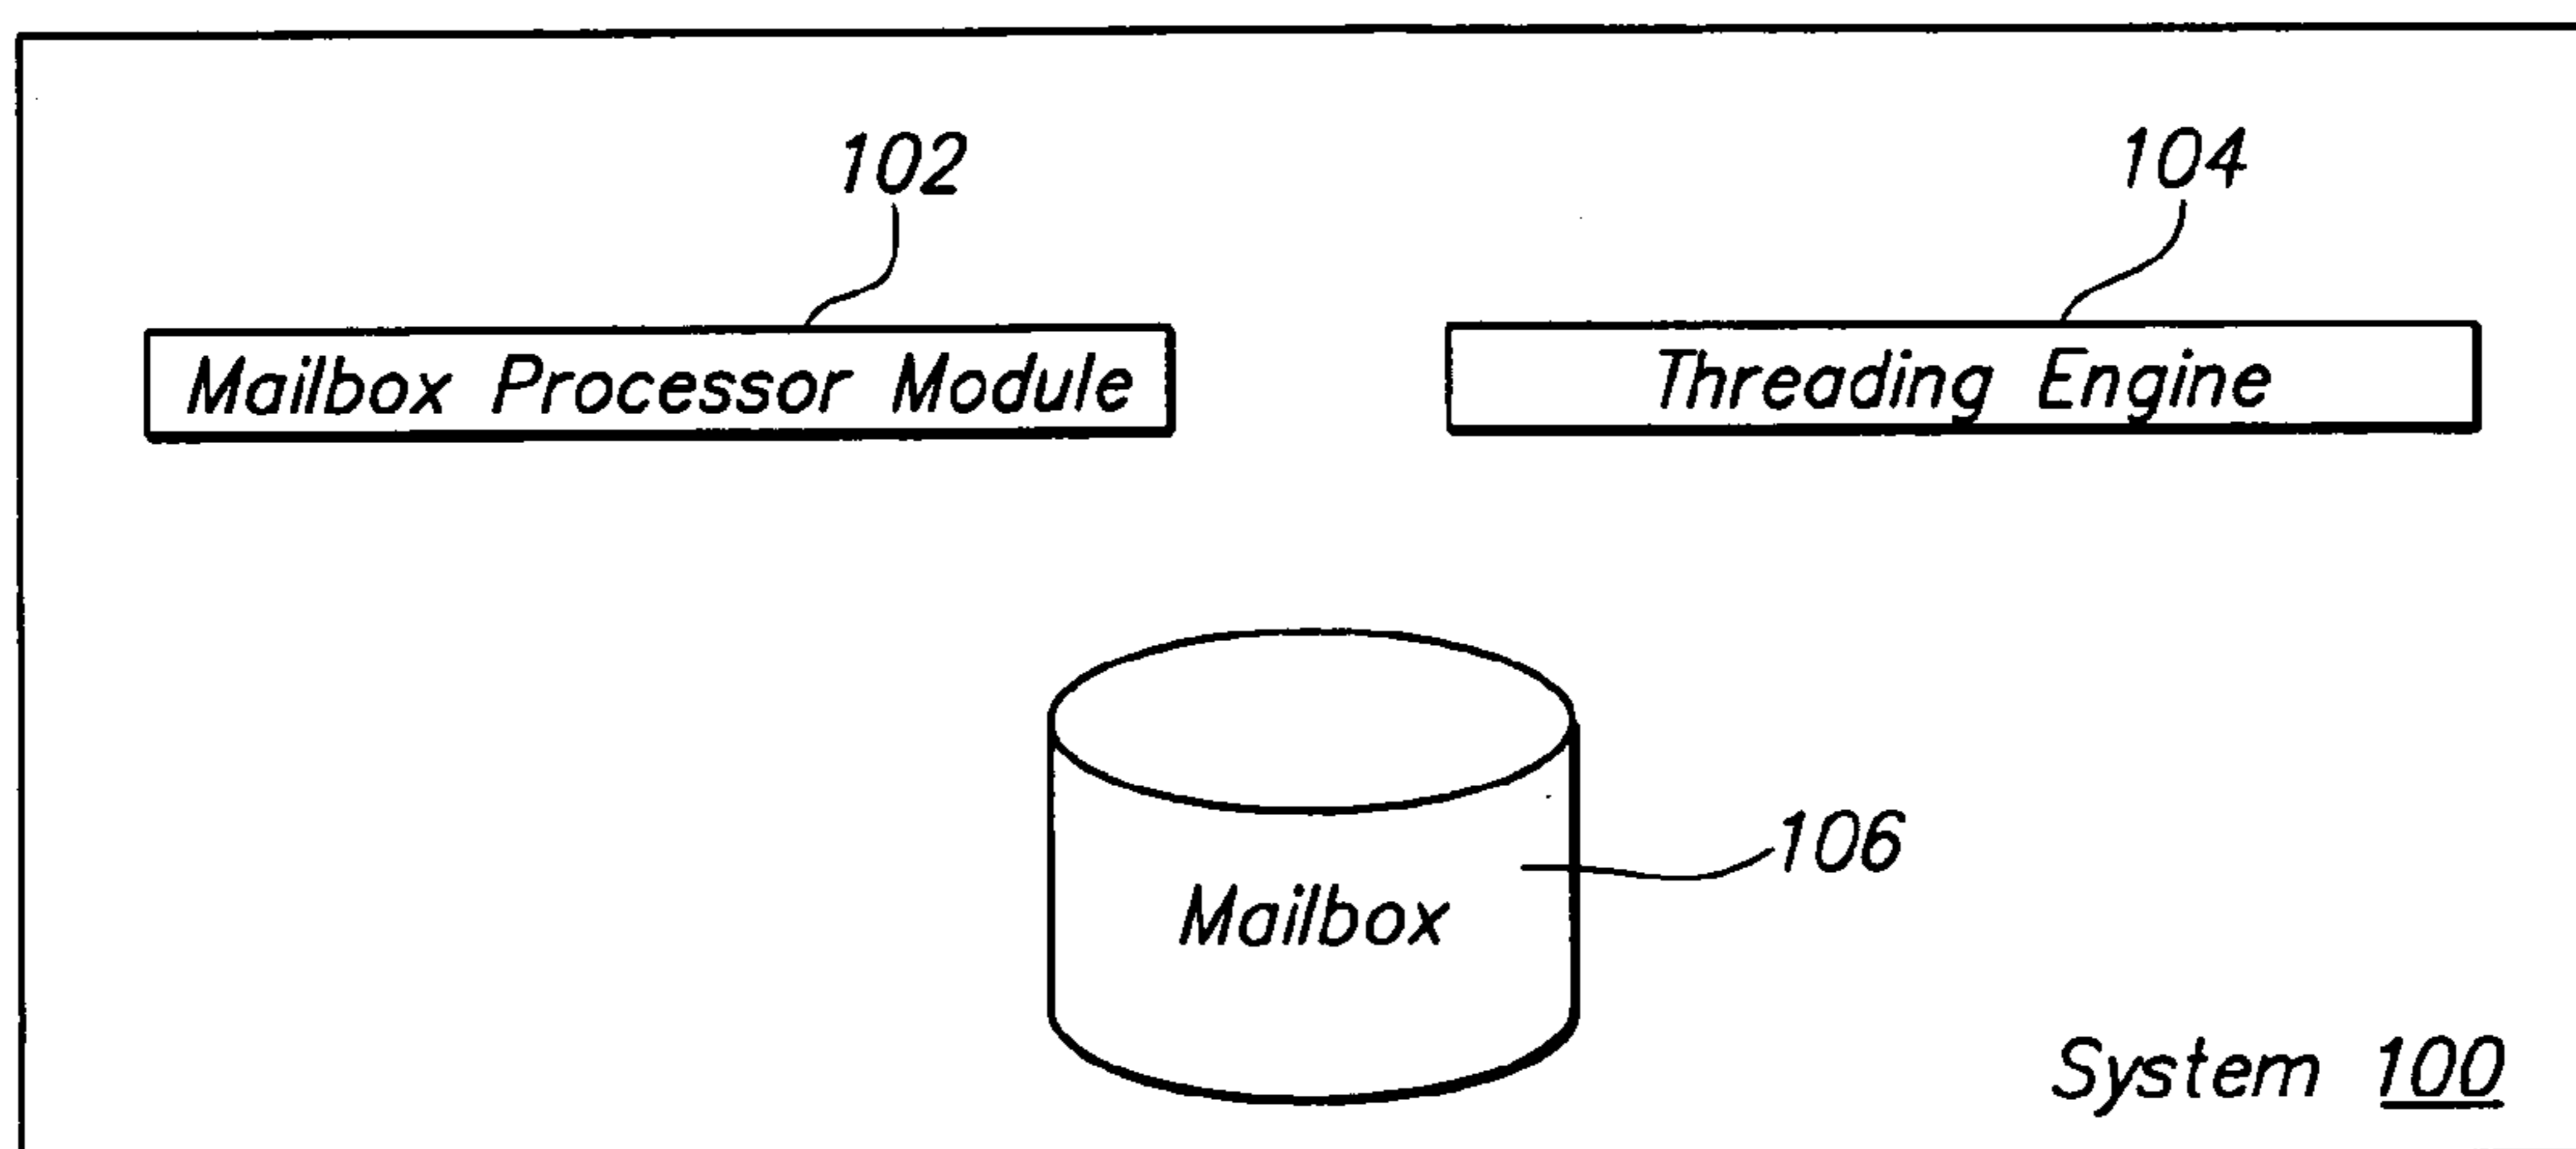 102
104
Mailbox Processor Module
Threading Engine
106
Mailbox
System 100